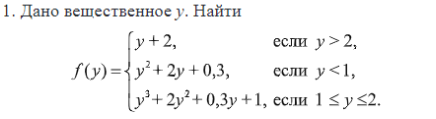 1. Дано вещественное y. Найти
y + 2, если y > 2,
f(y) = { y² + 2y + 0,3, если y < 1,
y³ + 2y² + 0,3y + 1, если 1 ≤ y ≤ 2.